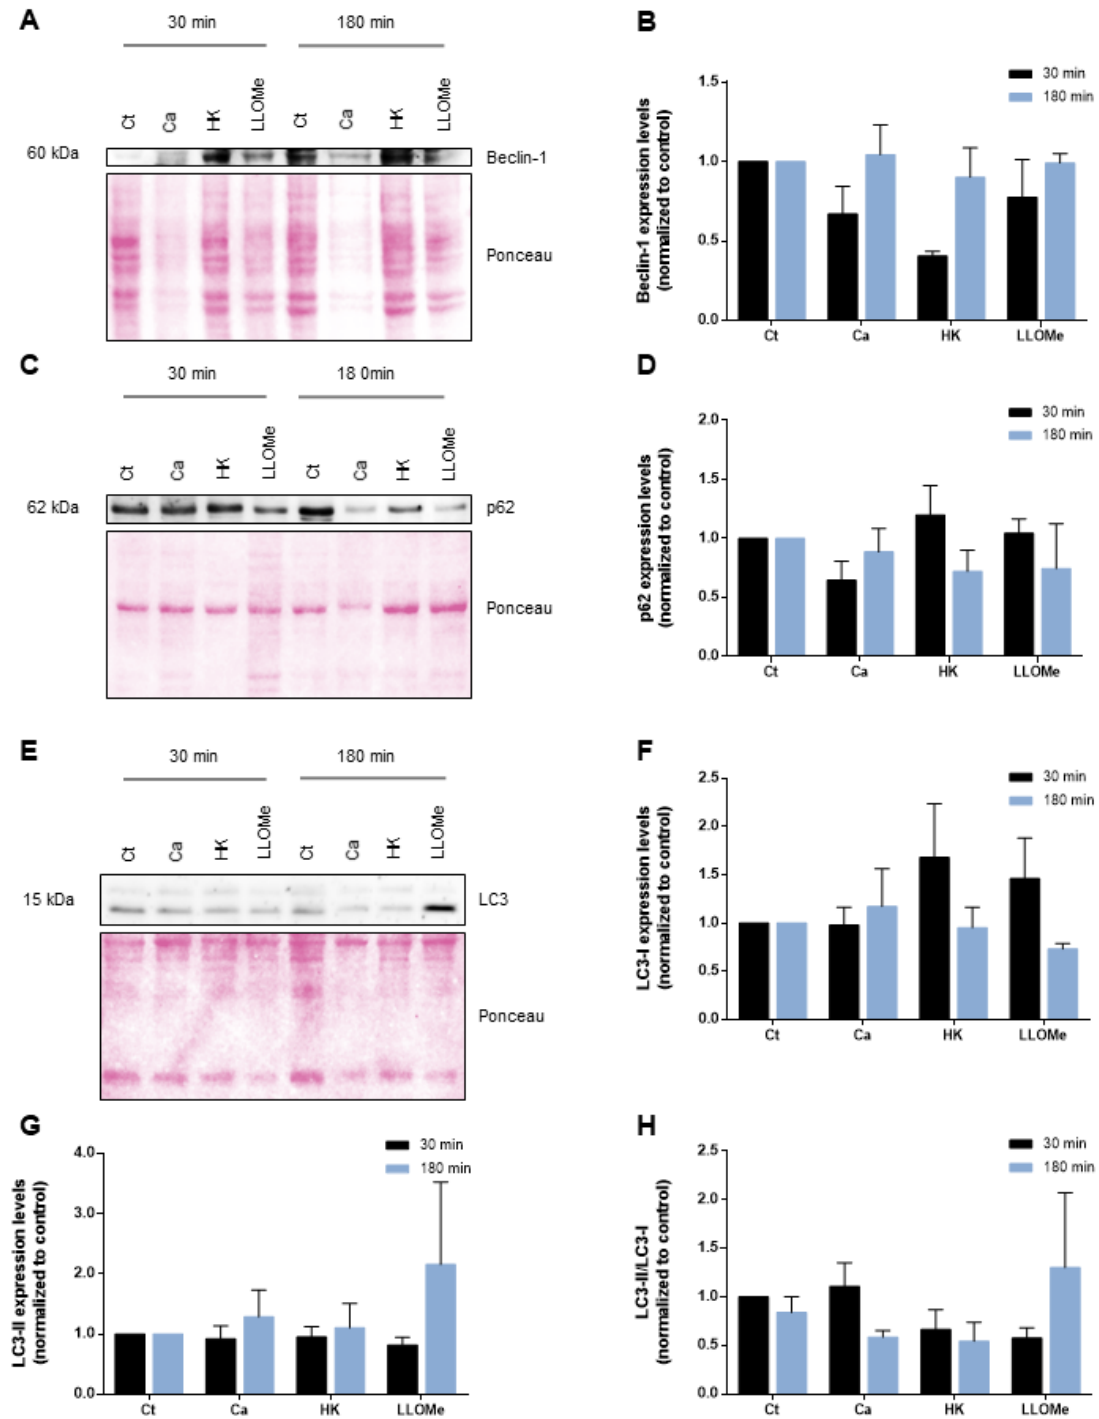 A
30 min
180 min
Ct
Ca
HK
LLOMe
Ct
Ca
HK
LLOMe
60 kDa
Beclin-1
Ponceau
B
30 min
180 min
Beclin-1 expression levels
(normalized to control)
1.5
1.0
0.5
0.0
Ct
Ca
HK
LLOMe
C
30 min
18 0min
Ct
Ca
HK
LLOMe
Ct
Ca
HK
LLOMe
62 kDa
p62
Ponceau
D
30 min
180 min
p62 expression levels
(normalized to control)
2.0
1.5
1.0
0.5
0.0
Ct
Ca
HK
LLOMe
E
30 min
180 min
Ct
Ca
HK
LLOMe
Ct
Ca
HK
LLOMe
15 kDa
LC3
Ponceau
F
30 min
180 min
LC3-I expression levels
(normalized to control)
2.5
2.0
1.5
1.0
0.5
0.0
Ct
Ca
HK
LLOMe
G
30 min
180 min
LC3-II expression levels
(normalized to control)
4.0
3.0
2.0
1.0
0.0
Ct
Ca
HK
LLOMe
H
30 min
180 min
LC3-II/LC3-I
(normalized to control)
2.5
2.0
1.5
1.0
0.5
0.0
Ct
Ca
HK
LLOMe